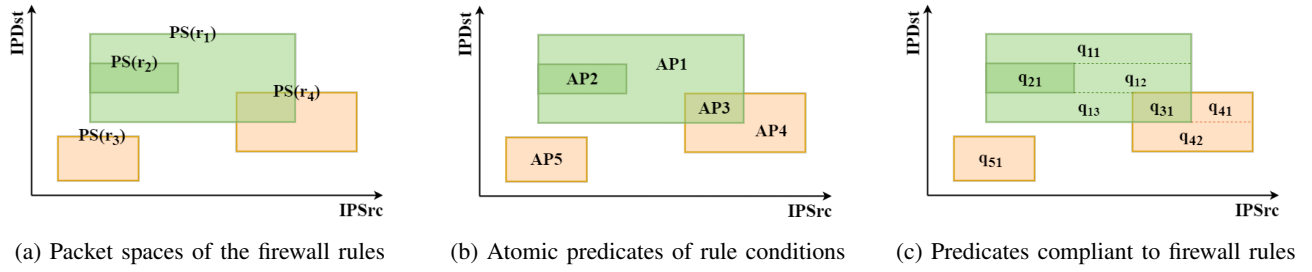 IPDst
PS(r1)
PS(r2)
PS(r4)
PS(r3)
IPSrc
(a) Packet spaces of the firewall rules
IPDst
AP2
AP1
AP3
AP4
AP5
IPSrc
(b) Atomic predicates of rule conditions
IPDst
q11
q21
q12
q13
q31
q41
q42
q51
IPSrc
(c) Predicates compliant to firewall rules